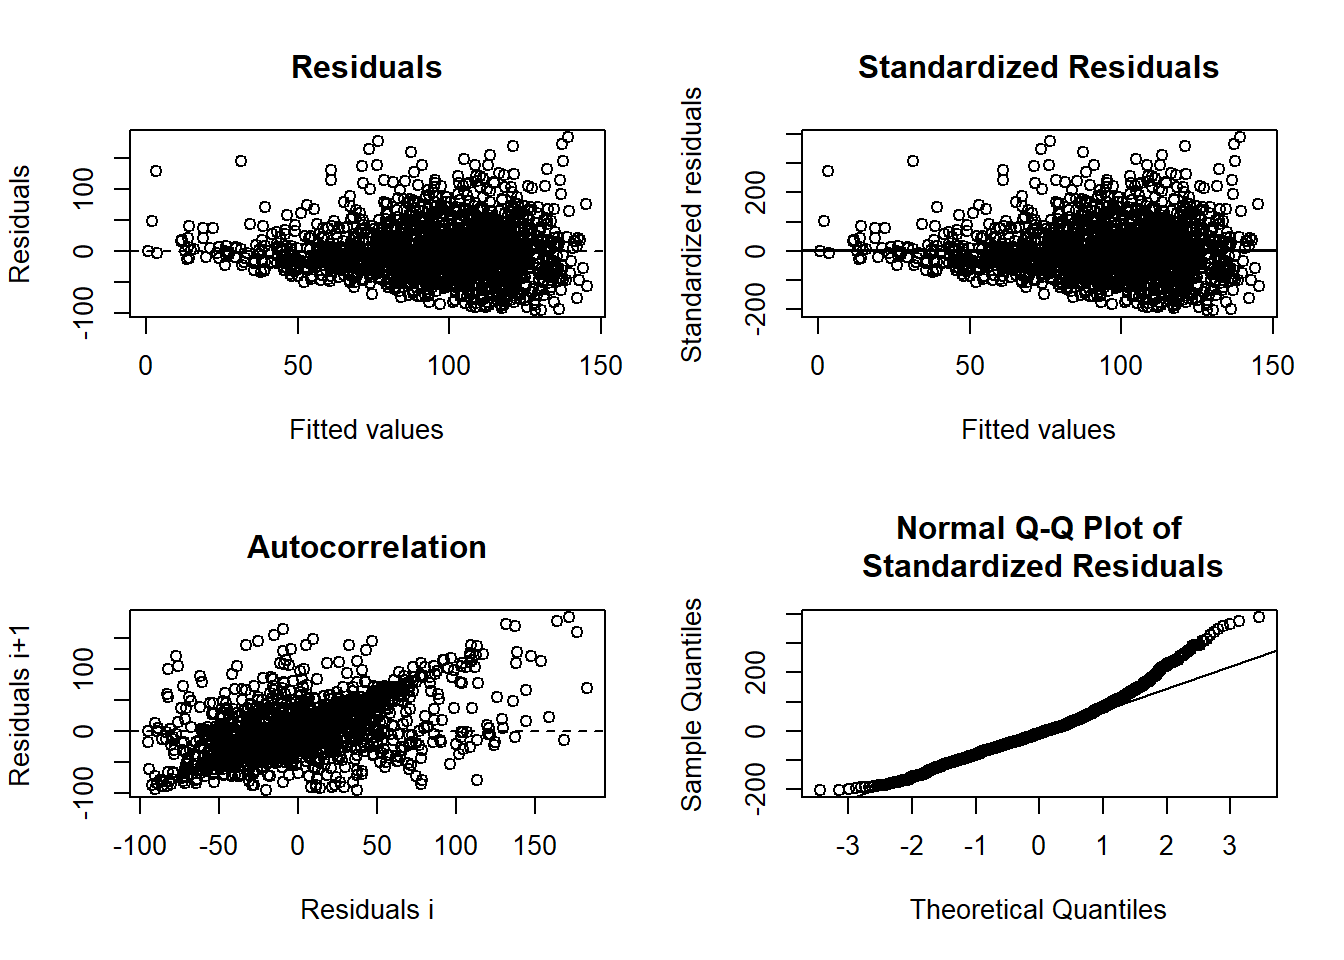 Residuals
Residuals
-100 0 100
0 50 100 150
Fitted values
Standardized Residuals
Standardized residuals
-200 0 200
0 50 100 150
Fitted values
Autocorrelation
Residuals i+1
-100 0 100
-100 -50 0 50 100 150
Residuals i
Normal Q-Q Plot of
Standardized Residuals
Sample Quantiles
-200 0 200
-3 -2 -1 0 1 2 3
Theoretical Quantiles